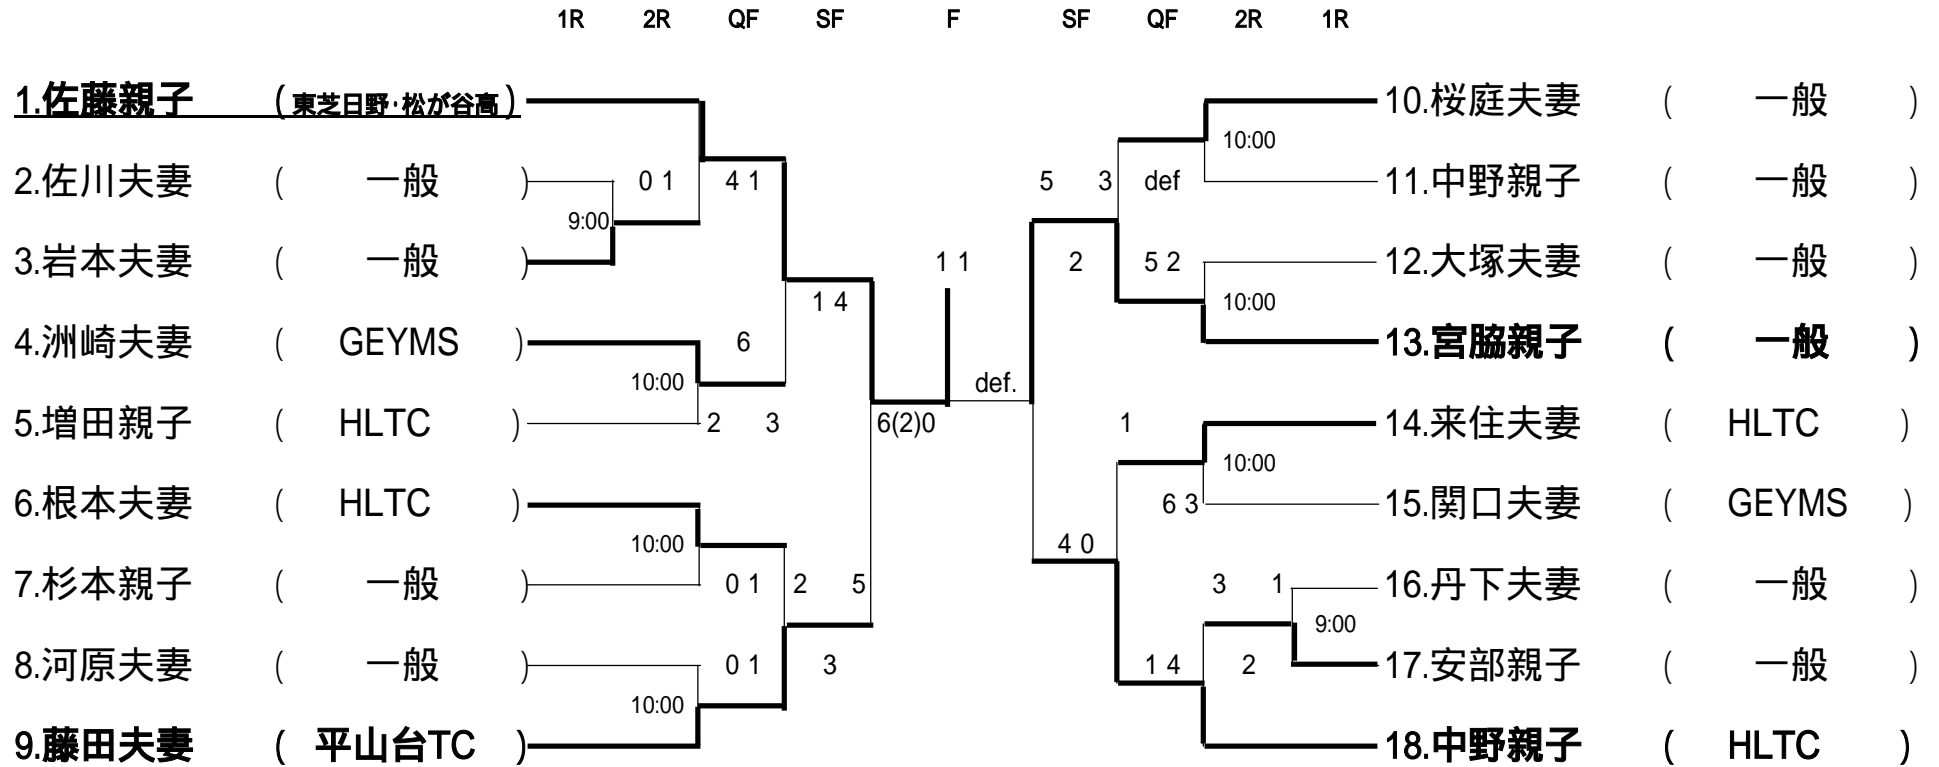 1R 2R QF SF F SF QF 2R 1R
1.佐藤親子 (東芝日野・松が谷高) 10.桜庭夫妻 ( 一般 )
10:00
2.佐川夫妻 ( 一般 ) 0 1 4 1 5 3 def 11.中野親子 ( 一般 )
9:00
3.岩本夫妻 ( 一般 ) 1 1 2 5 2 12.大塚夫妻 ( 一般 )
1 4 10:00
4.洲崎夫妻 ( GEYMS ) 6 13.宮脇親子 ( 一般 )
10:00 def.
5.増田親子 ( HLTC ) 2 3 6(2)0 1 14.来住夫妻 ( HLTC )
10:00
6.根本夫妻 ( HLTC ) 6 3 15.関口夫妻 ( GEYMS )
10:00 4 0
7.杉本親子 ( 一般 ) 0 1 2 5 3 1 16.丹下夫妻 ( 一般 )
9:00
8.河原夫妻 ( 一般 ) 0 1 3 1 4 2 17.安部親子 ( 一般 )
10:00
9.藤田夫妻 ( 平山台TC ) 18.中野親子 ( HLTC )